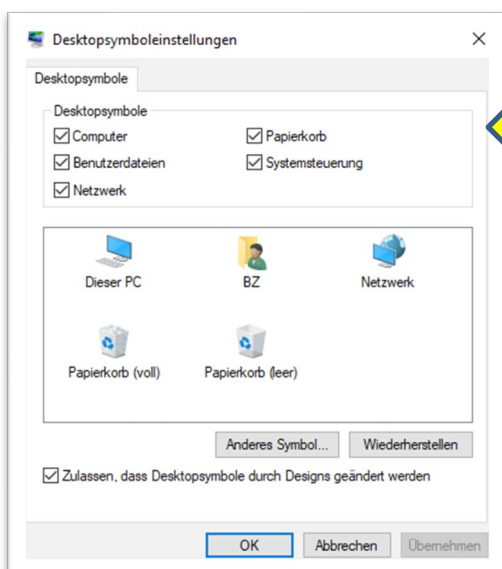 Desktopsymboleinstellungen
Desktopsymbole
Desktopsymbole
Computer Papierkorb
Benutzerdateien Systemsteuerung
Netzwerk
Dieser PC BZ Netzwerk
Papierkorb (voll) Papierkorb (leer)
Anderes Symbol... Wiederherstellen
Zulassen, dass Desktopsymbole durch Designs geändert werden
OK Abbrechen Übernehmen